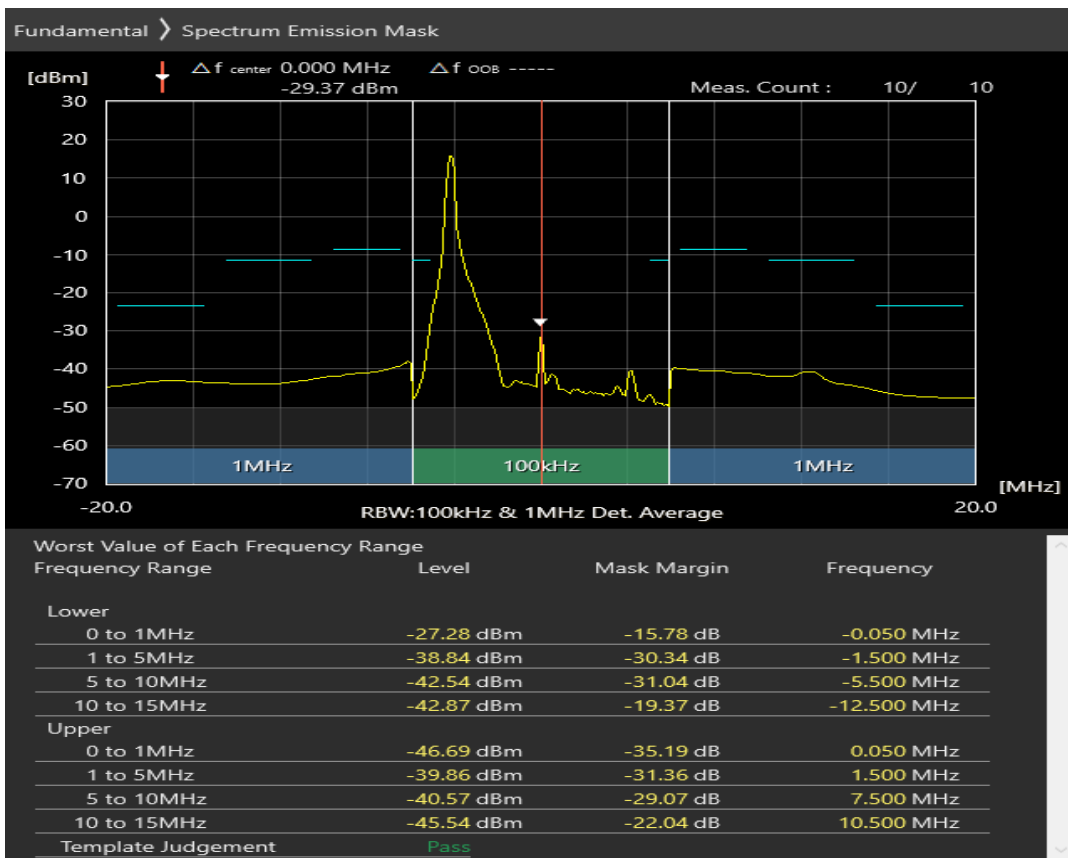 Fundamental ❯ Spectrum Emission Mask
[dBm] △f center 0.000 MHz △f OOB -----
-29.37 dBm Meas. Count : 10/ 10
30
20
10
0
-10
-20
-30
-40
-50
-60
-70
1MHz 100kHz 1MHz
[MHz]
-20.0 RBW:100kHz & 1MHz Det. Average 20.0
Worst Value of Each Frequency Range
Frequency Range Level Mask Margin Frequency
Lower
0 to 1MHz -27.28 dBm -15.78 dB -0.050 MHz
1 to 5MHz -38.84 dBm -30.34 dB -1.500 MHz
5 to 10MHz -42.54 dBm -31.04 dB -5.500 MHz
10 to 15MHz -42.87 dBm -19.37 dB -12.500 MHz
Upper
0 to 1MHz -46.69 dBm -35.19 dB 0.050 MHz
1 to 5MHz -39.86 dBm -31.36 dB 1.500 MHz
5 to 10MHz -40.57 dBm -29.07 dB 7.500 MHz
10 to 15MHz -45.54 dBm -22.04 dB 10.500 MHz
Template Judgement Pass